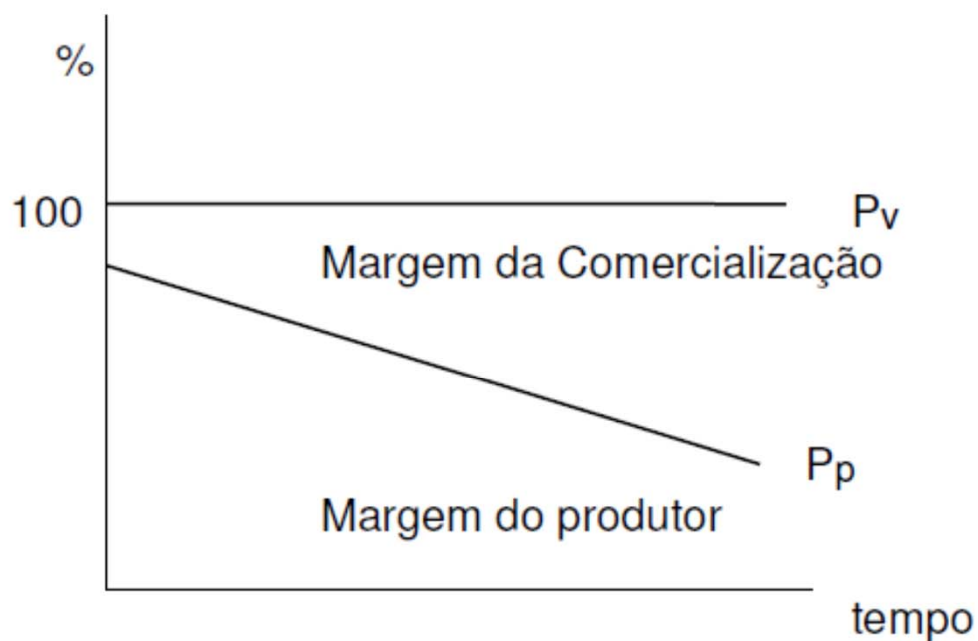 %
100
Pv
Margem da Comercialização
Pp
Margem do produtor
tempo